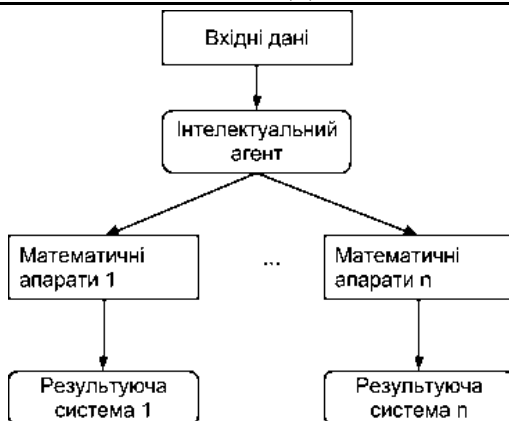 Вхідні дані
Інтелектуальний
агент
Математичні
апарати 1
...
Математичні
апарати n
Результуюча
система 1
Результуюча
система n